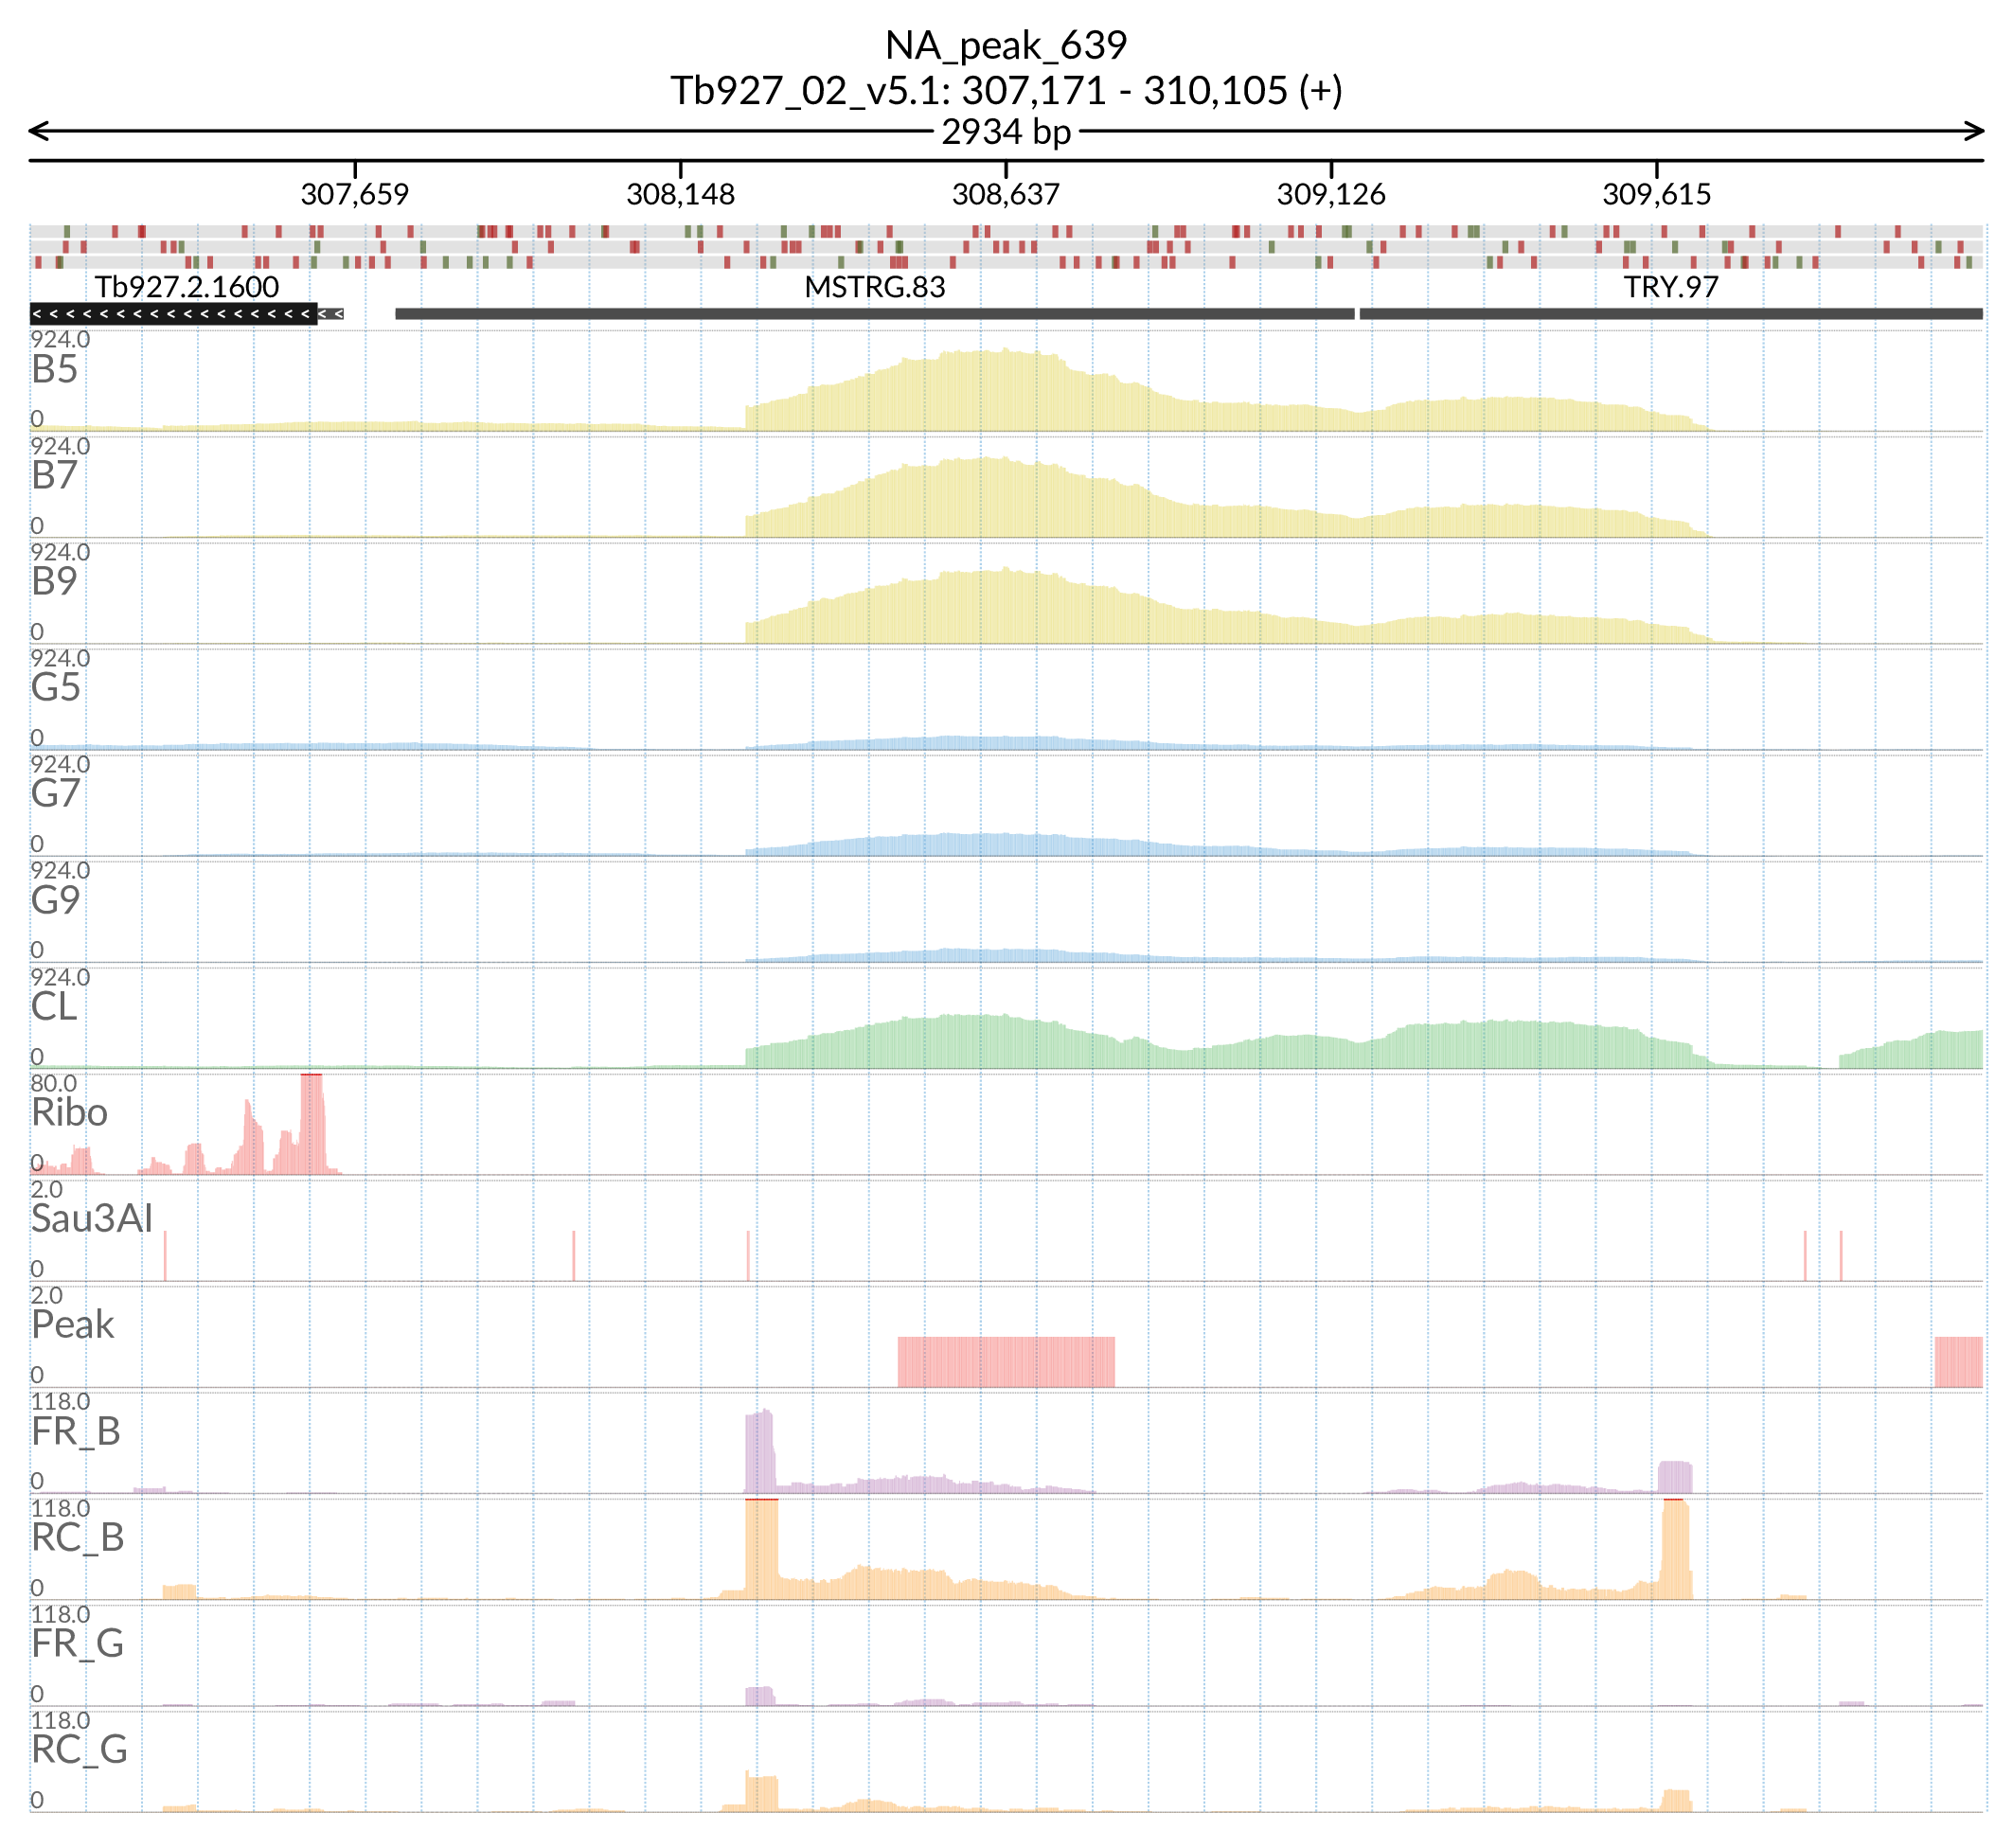 NA_peak_639
Tb927_02_v5.1: 307,171 - 310,105 (+)
2934 bp
307,659 308,148 308,637 309,126 309,615
Tb927.2.1600 MSTRG.83 TRY.97
924.0
B5
0
924.0
B7
0
924.0
B9
0
924.0
G5
0
924.0
G7
0
924.0
G9
0
924.0
CL
0
80.0
Ribo
0
2.0
Sau3AI
0
2.0
Peak
0
118.0
FR_B
0
118.0
RC_B
0
118.0
FR_G
0
118.0
RC_G
0